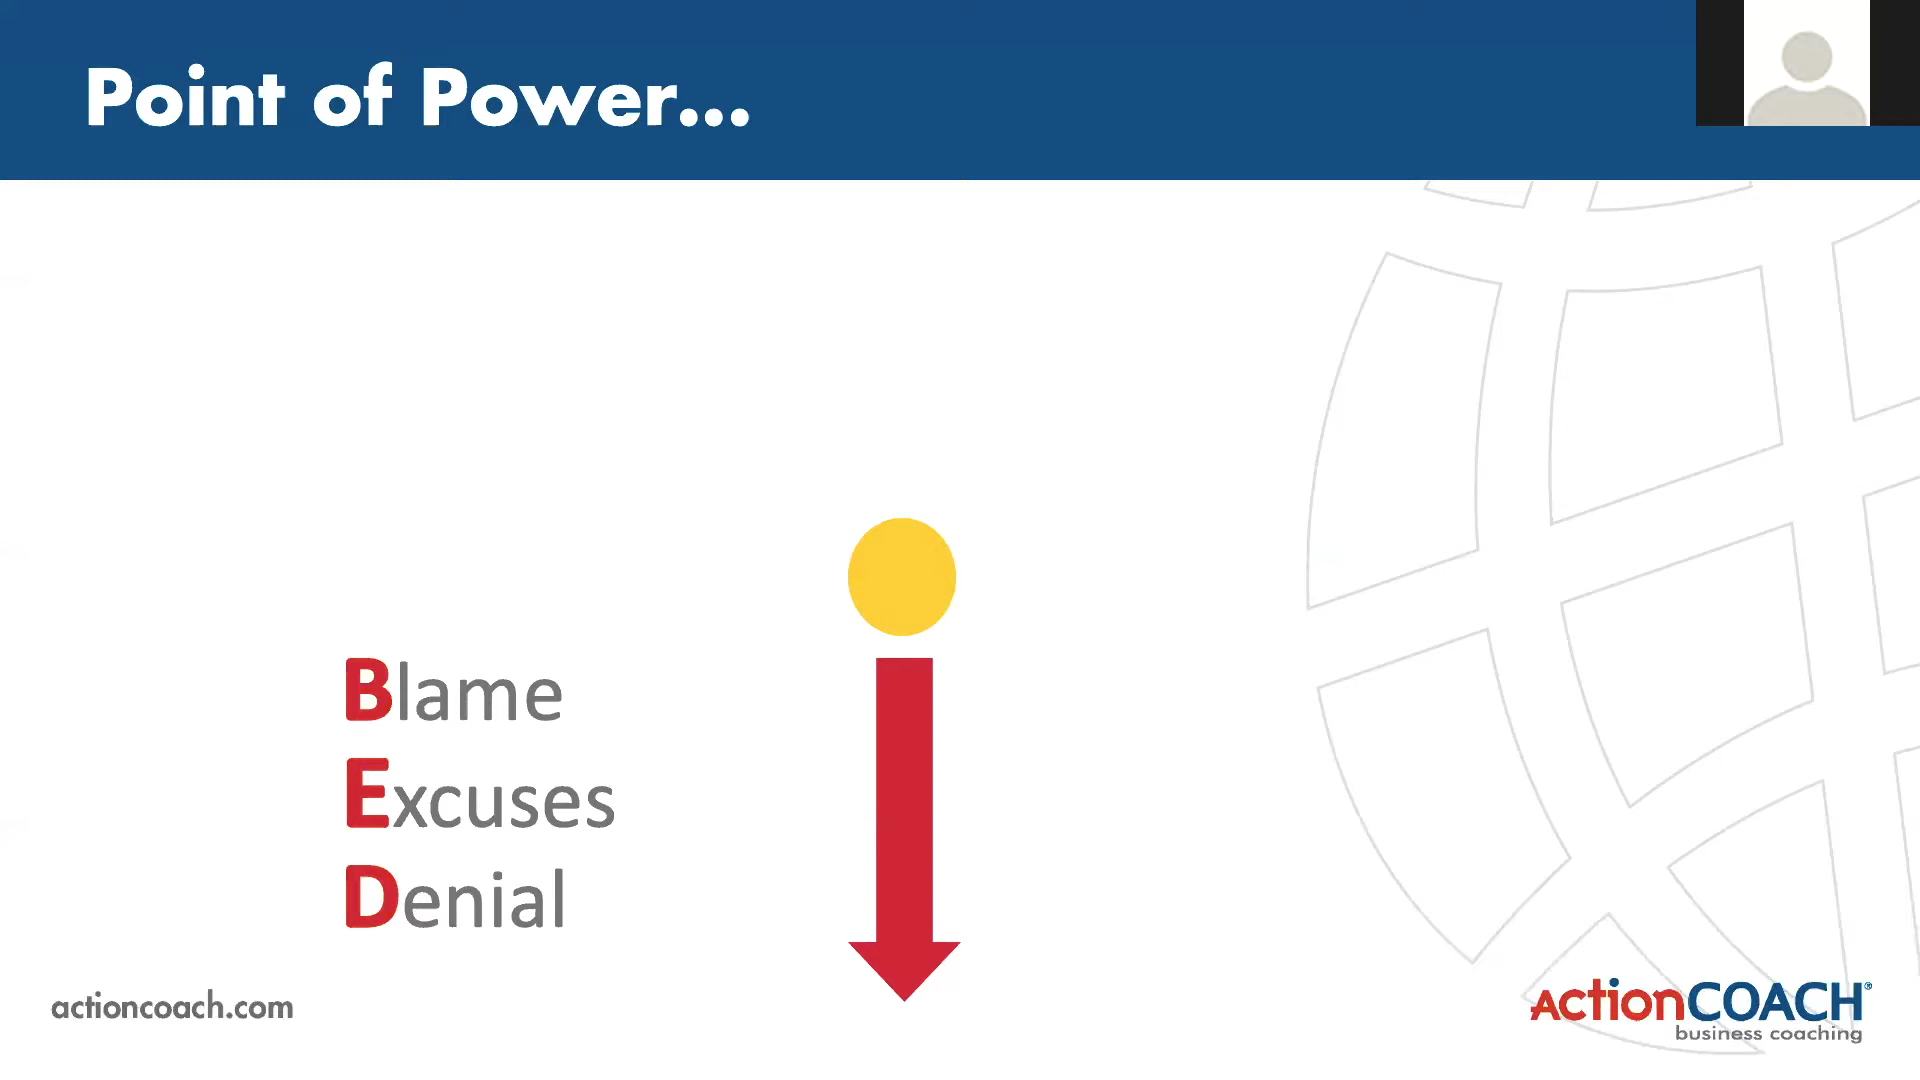 Point of Power...
Blame
Excuses
Denial
actioncoach.com
ActionCOACH®
business coaching